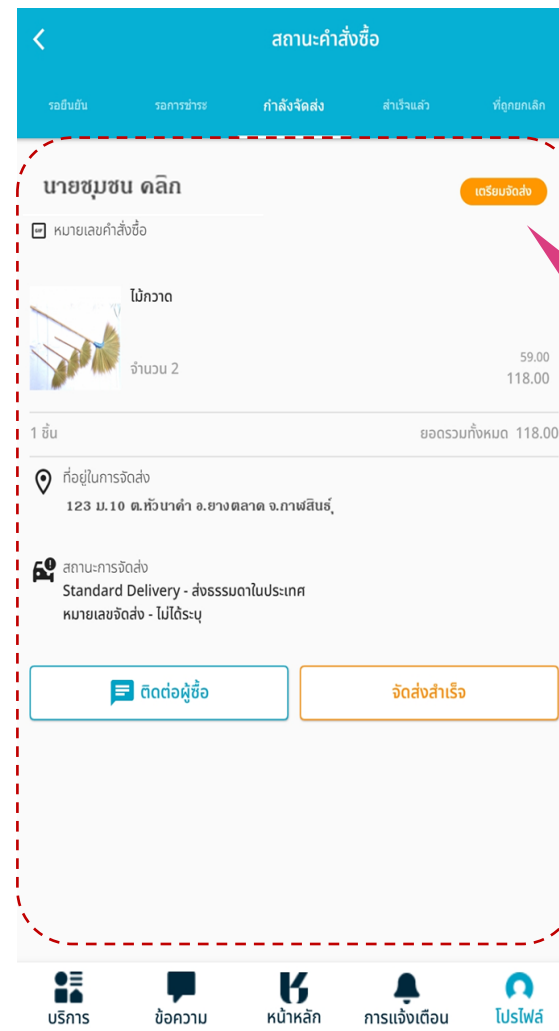 สถานะคำสั่งซื้อ
รอยืนยัน รอการชำระ กำลังจัดส่ง สำเร็จแล้ว ที่ถูกยกเลิก
นายชุมชน คลิก
เตรียมจัดส่ง
หมายเลขคำสั่งซื้อ
ไม้กวาด
59.00
จำนวน 2
118.00
1 ชิ้น ยอดรวมทั้งหมด 118.00
ที่อยู่ในการจัดส่ง
123 ม.10 ต.หัวนาคำ อ.ยางตลาด จ.กาฬสินธุ์
สถานะการจัดส่ง
Standard Delivery - ส่งธรรมดาในประเทศ
หมายเลขจัดส่ง - ไม่ได้ระบุ
ติดต่อผู้ซื้อ จัดส่งสำเร็จ
บริการ ข้อความ หน้าหลัก การแจ้งเตือน โปรไฟล์